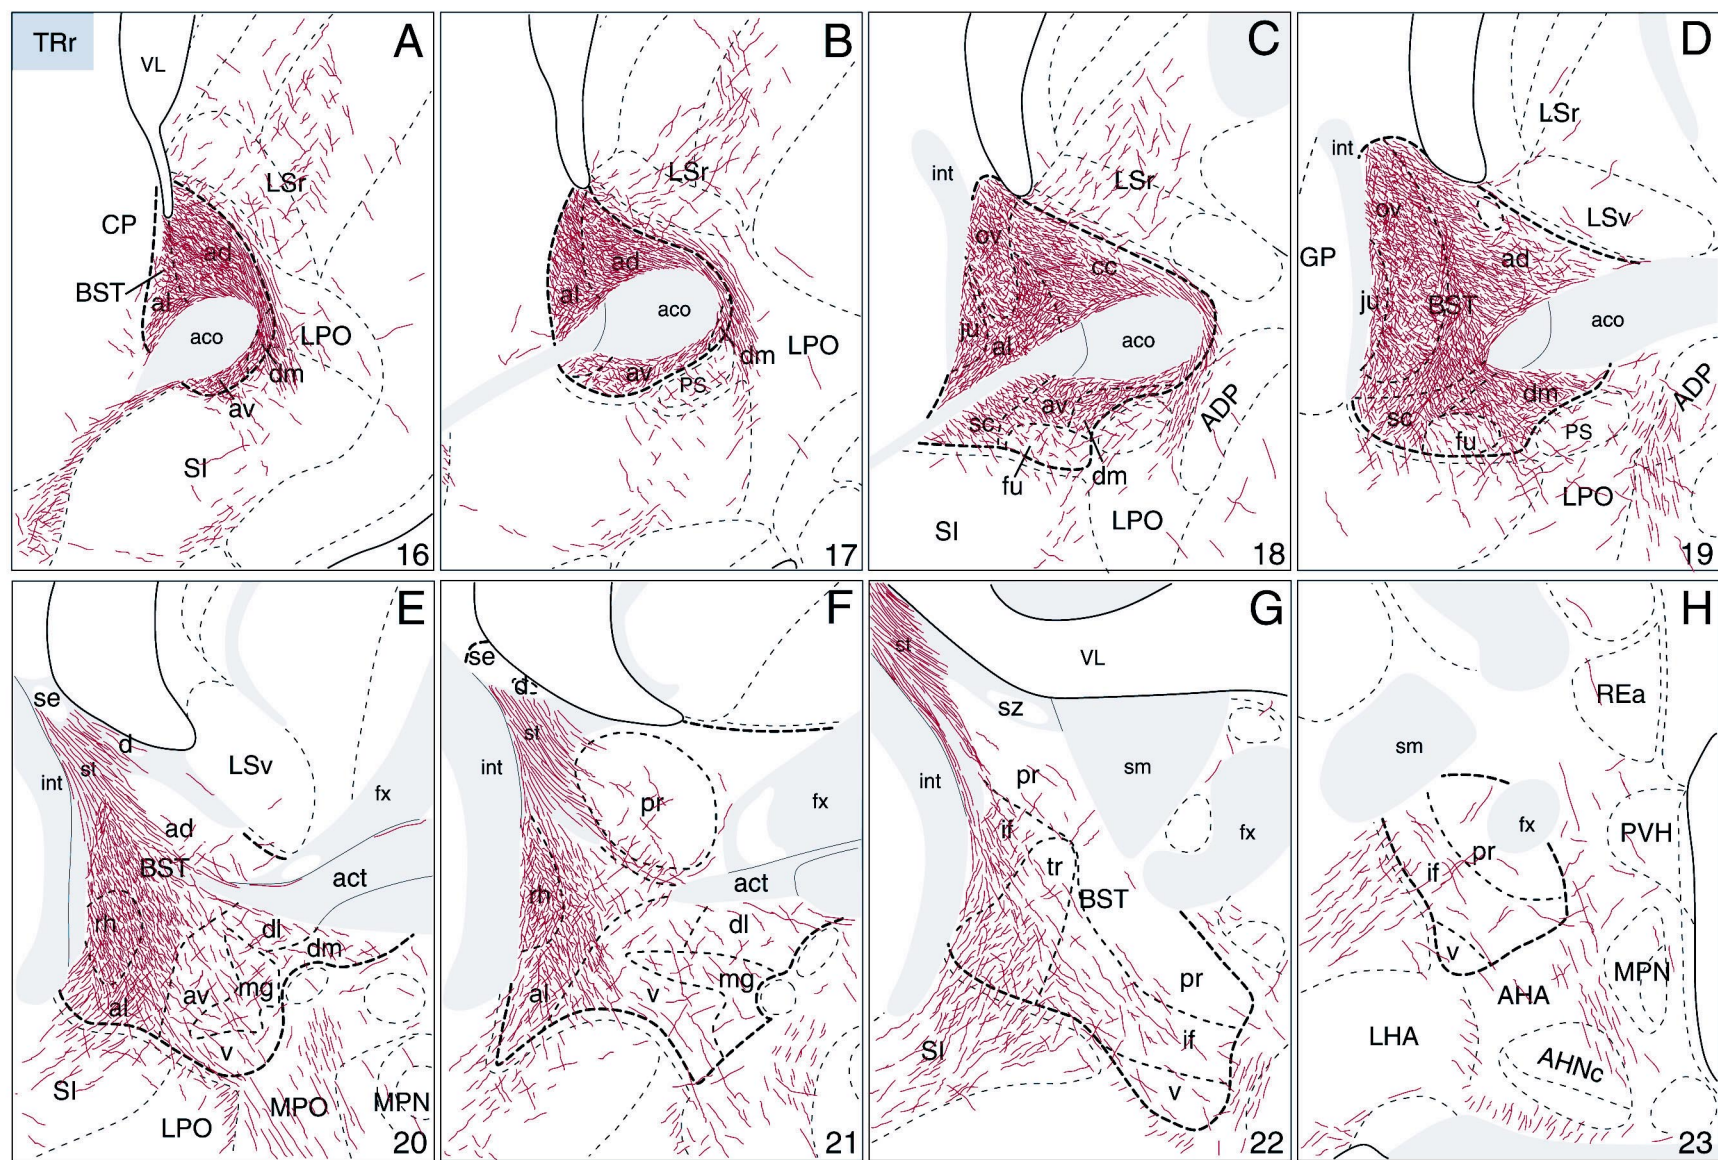 TRr
VL
A
LSr
CP
ad
BST
al
LPO
aco
dm
av
SI
16
B
LSr
ad
al
aco
LPO
dm
av
PS
17
C
int
LSr
ov
cc
ju
al
aco
ADP
av
sc
dm
fu
LPO
SI
18
D
LSr
int
ov
LSv
GP
ad
ju
BST
aco
ADP
dm
sc
fu
PS
LPO
19
E
se
d
LSv
st
int
fx
ad
BST
act
rh
dl
dm
mg
av
al
v
SI
MPO
MPN
LPO
20
F
se
d
st
int
pr
fx
act
rh
dl
mg
al
v
21
G
st
VL
sz
sm
int
pr
if
fx
tr
BST
pr
if
SI
v
22
H
REa
sm
fx
PVH
pr
if
v
MPN
AHA
LHA
AHNc
23